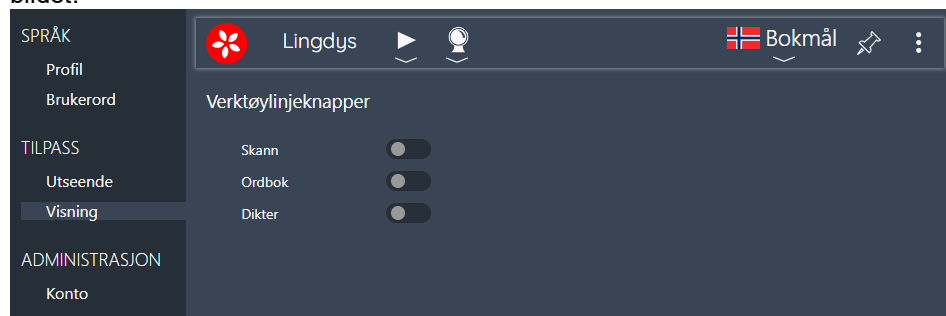 SPRÅK
Profil
Brukerord
TILPASS
Utseende
Visning
ADMINISTRASJON
Konto
Lingdys
Bokmål
Verktøylinjeknapper
Skann
Ordbok
Dikter